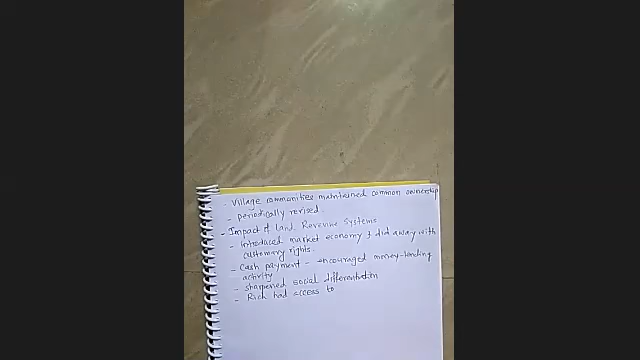 - Village communities maintained common ownership
- periodically revised.
- Impact of Land Revenue Systems
- introduced market economy & did away with
customary rights.
- Cash payment - encouraged money-lending
activity
- sharpened social differentiation
- Rich had access to